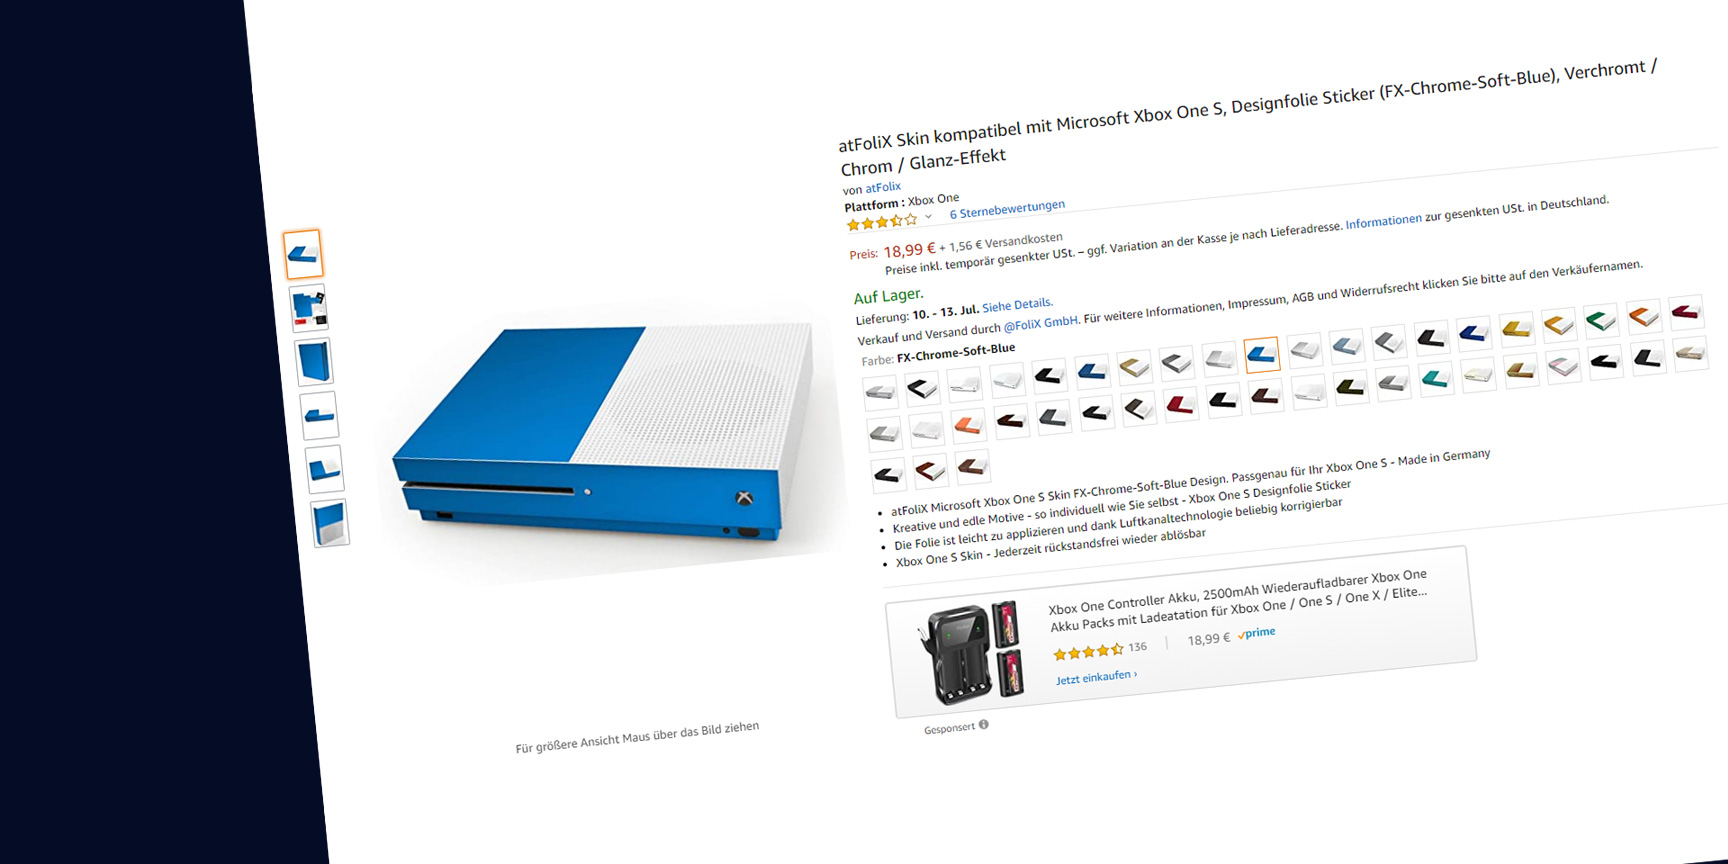 atFoliX Skin kompatibel mit Microsoft Xbox One S, Designfolie Sticker (FX-Chrome-Soft-Blue), Verchromt /
Chrom / Glanz-Effekt
von atFolix
Plattform : Xbox One
6 Sternebewertungen
Preis: 18,99 € + 1,56 € Versandkosten
Preise inkl. temporär gesenkter USt. – ggf. Variation an der Kasse je nach Lieferadresse. Informationen zur gesenkten USt. in Deutschland.
Auf Lager.
Lieferung: 10. - 13. Jul. Siehe Details.
Verkauf und Versand durch @FoliX GmbH. Für weitere Informationen, Impressum, AGB und Widerrufsrecht klicken Sie bitte auf den Verkäufernamen.
Farbe: FX-Chrome-Soft-Blue
• atFoliX Microsoft Xbox One S Skin FX-Chrome-Soft-Blue Design. Passgenau für Ihr Xbox One S - Made in Germany
• Kreative und edle Motive - so individuell wie Sie selbst - Xbox One S Designfolie Sticker
• Die Folie ist leicht zu applizieren und dank Luftkanaltechnologie beliebig korrigierbar
• Xbox One S Skin - Jederzeit rückstandsfrei wieder ablösbar
Xbox One Controller Akku, 2500mAh Wiederaufladbarer Xbox One
Akku Packs mit Ladeatation für Xbox One / One S / One X / Elite...
136 | 18,99 € prime
Jetzt einkaufen ›
Gesponsert
Für größere Ansicht Maus über das Bild ziehen